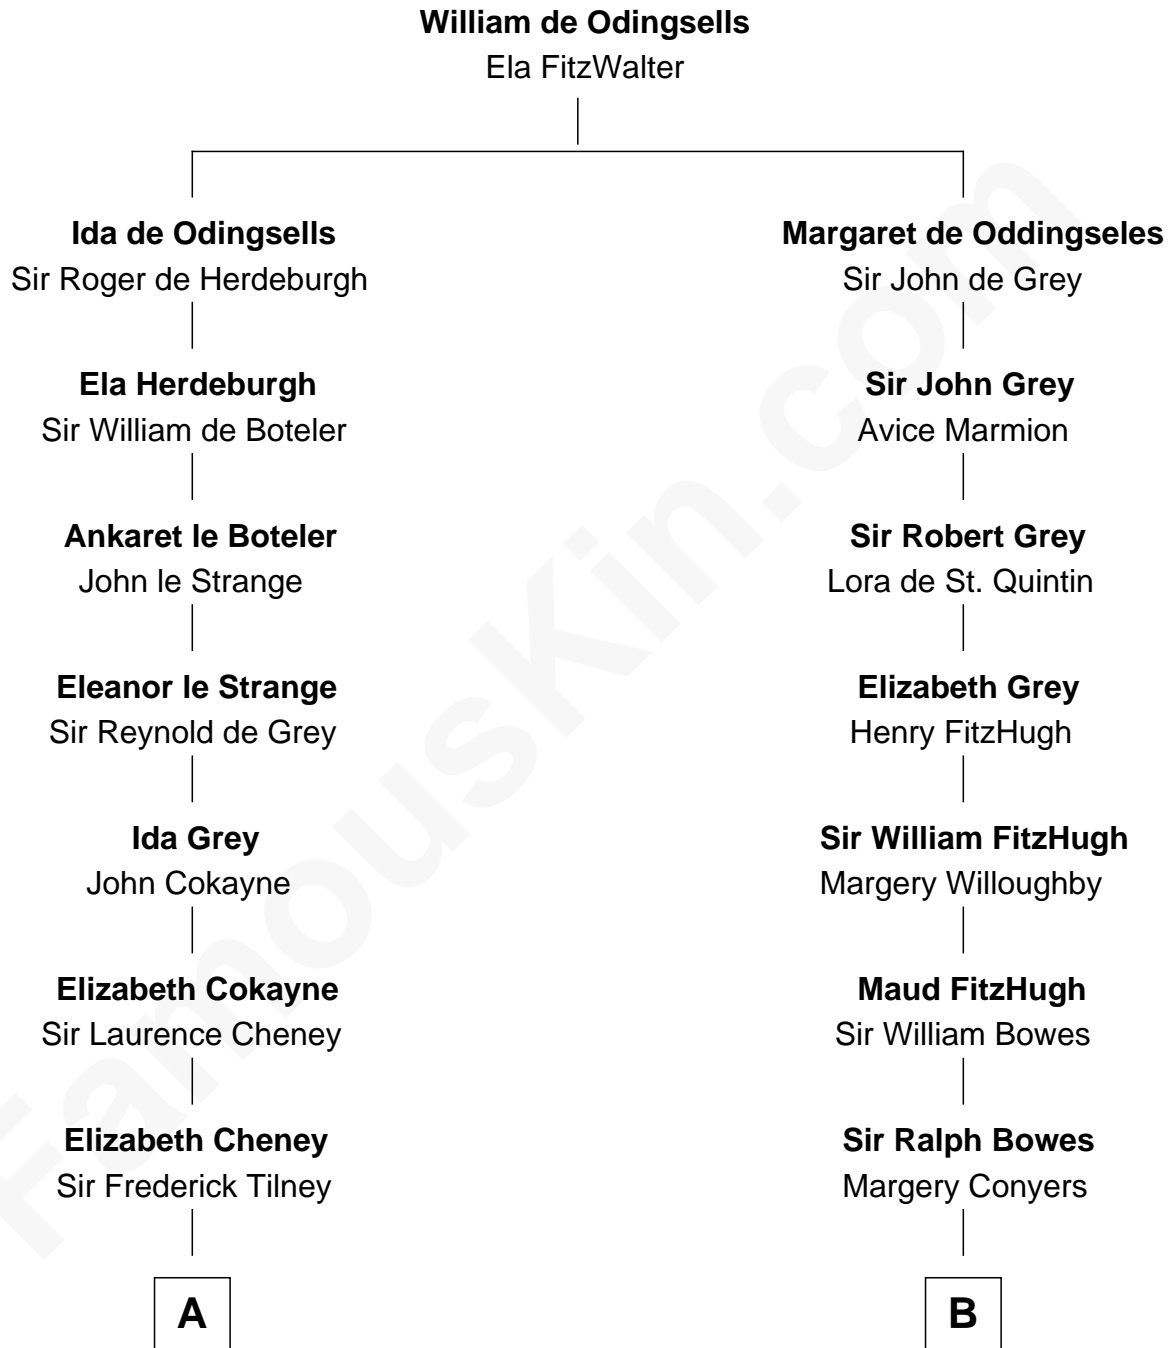 William de Odingsells
Ela FitzWalter
Ida de Odingsells
Sir Roger de Herdeburgh
Margaret de Oddingseles
Sir John de Grey
Ela Herdeburgh
Sir William de Boteler
Sir John Grey
Avice Marmion
Ankaret le Boteler
John le Strange
Sir Robert Grey
Lora de St. Quintin
Eleanor le Strange
Sir Reynold de Grey
Elizabeth Grey
Henry FitzHugh
Ida Grey
John Cokayne
Sir William FitzHugh
Margery Willoughby
Elizabeth Cokayne
Sir Laurence Cheney
Maud FitzHugh
Sir William Bowes
Elizabeth Cheney
Sir Frederick Tilney
Sir Ralph Bowes
Margery Conyers
A
B
FamousKin.com